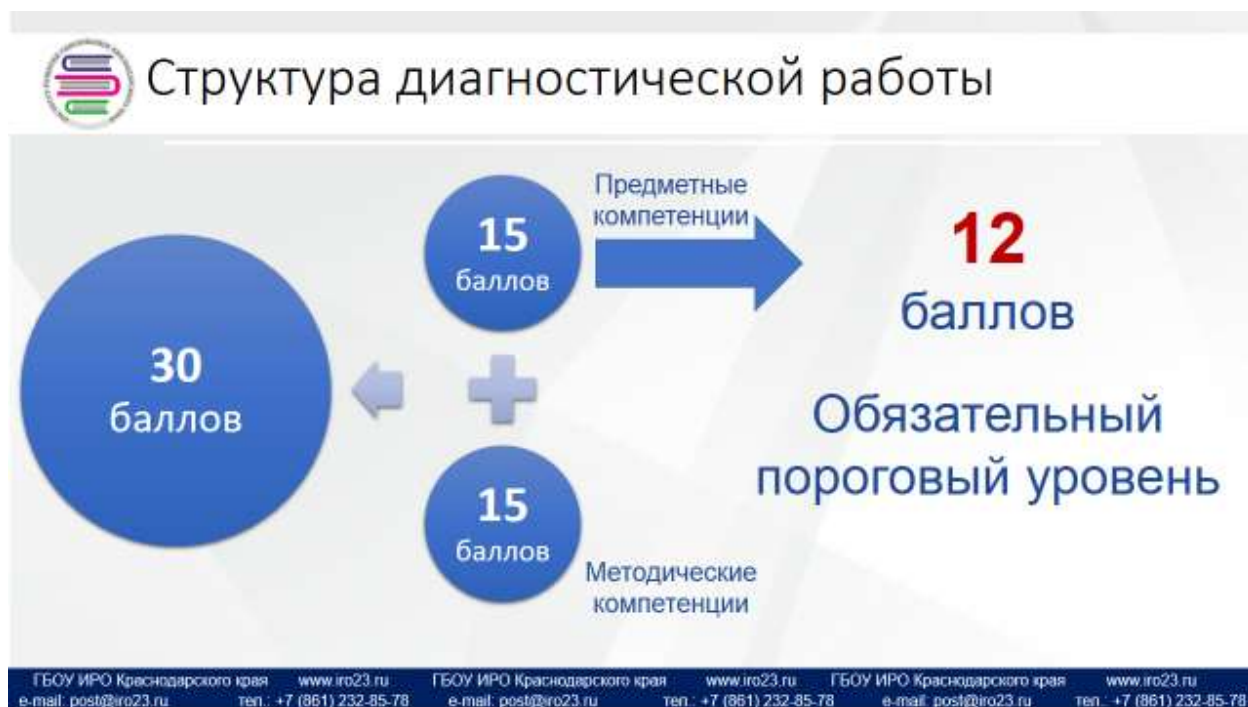 Структура диагностической работы
15
баллов
Предметные
компетенции
12
баллов
30
баллов
Обязательный
пороговый уровень
15
баллов
Методические
компетенции
ГБОУ ИРО Краснодарского края www.iro23.ru ГБОУ ИРО Краснодарского края www.iro23.ru ГБОУ ИРО Краснодарского края www.iro23.ru
e-mail: post@iro23.ru тел.: +7 (861) 232-85-78 e-mail: post@iro23.ru тел.: +7 (861) 232-85-78 e-mail: post@iro23.ru тел.: +7 (861) 232-85-78